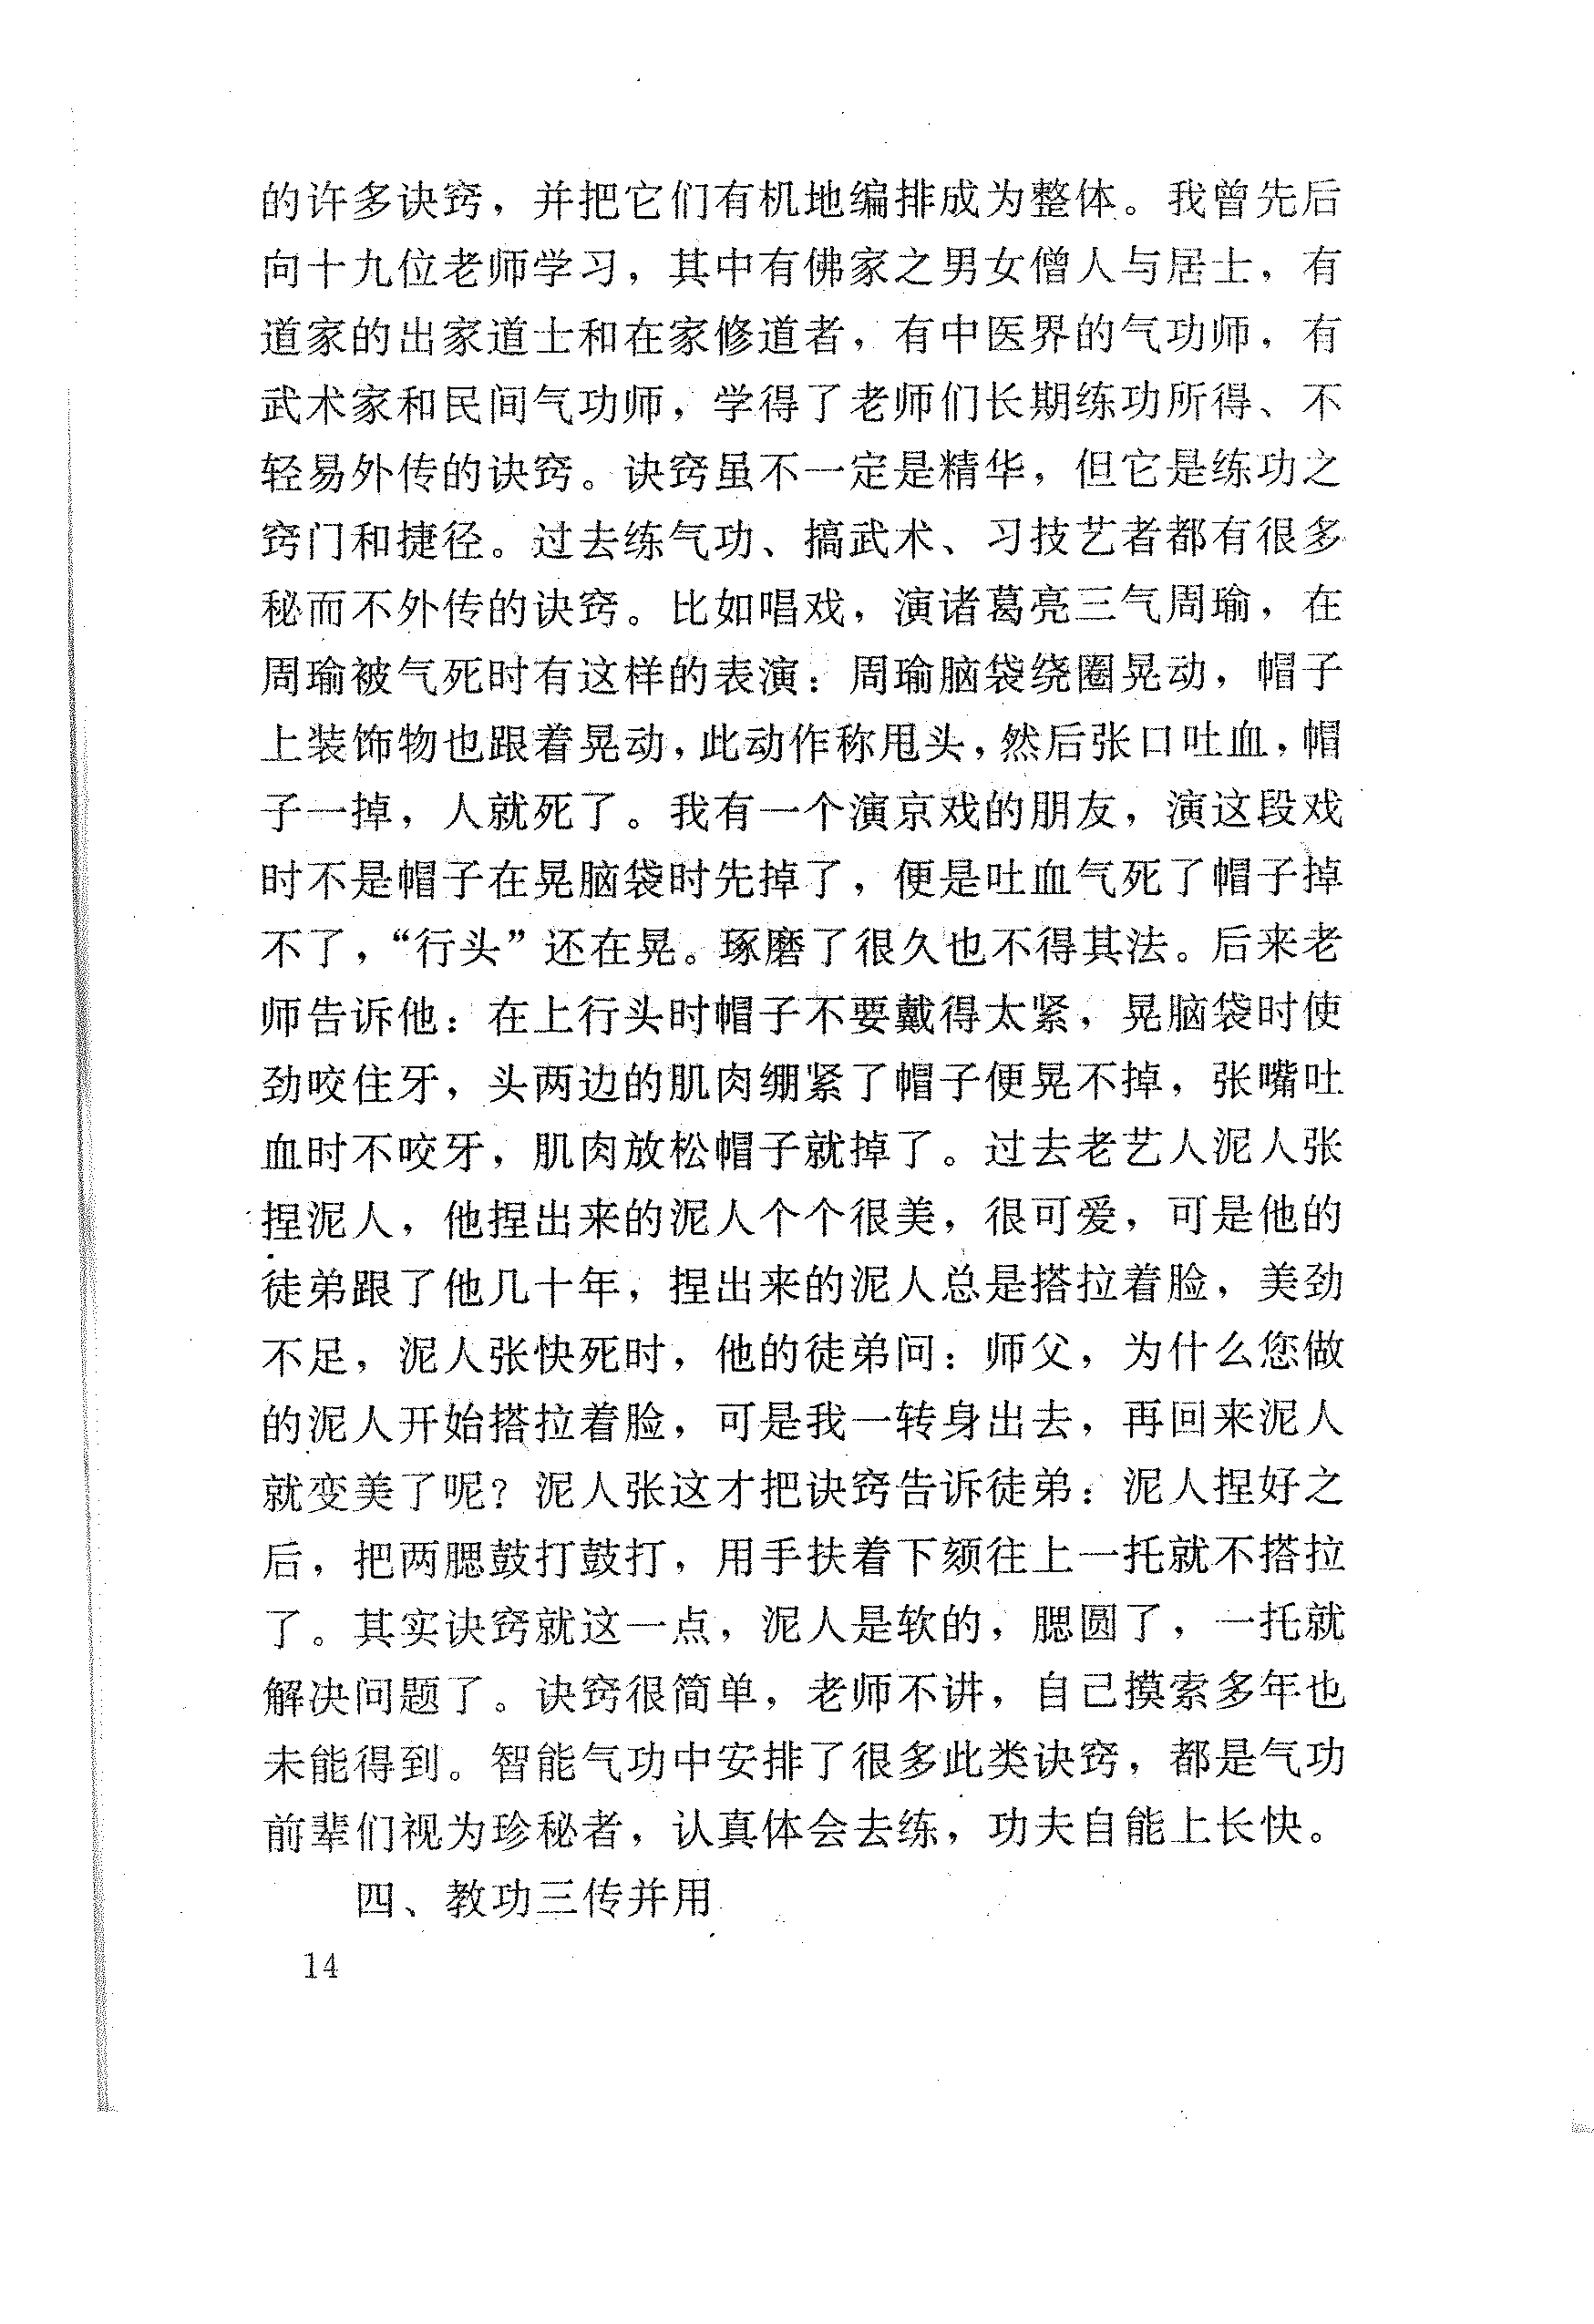 的许多诀窍，并把它们有机地编排成为整体。我曾先后
向十九位老师学习，其中有佛家之男女僧人与居士，有
道家的出家道士和在家修道者，有中医界的气功师，有
武术家和民间气功师，学得了老师们长期练功所得、不
轻易外传的诀窍。诀窍虽不一定是精华，但它是练功之
窍门和捷径。过去练气功、搞武术、习技艺者都有很多
秘而不外传的诀窍。比如唱戏，演诸葛亮三气周瑜，在
周瑜被气死时有这样的表演：周瑜脑袋绕圈晃动，帽子
上装饰物也跟着晃动，此动作称甩头，然后张口吐血，帽
子一掉，人就死了。我有一个演京戏的朋友，演这段戏
时不是帽子在晃脑袋时先掉了，便是吐血气死了帽子掉
不了，“行头”还在晃。琢磨了很久也不得其法。后来老
师告诉他：在上行头时帽子不要戴得太紧，晃脑袋时使
劲咬住牙，头两边的肌肉绷紧了帽子便晃不掉，张嘴吐
血时不咬牙，肌肉放松帽子就掉了。过去老艺人泥人张
捏泥人，他捏出来的泥人个个很美，很可爱，可是他的
徒弟跟了他几十年，捏出来的泥人总是搭拉着脸，美劲
不足，泥人张快死时，他的徒弟问：师父，为什么您做
的泥人开始搭拉着脸，可是我一转身出去，再回来泥人
就变美了呢？泥人张这才把诀窍告诉徒弟：泥人捏好之
后，把两腮鼓打鼓打，用手扶着下颏往上一托就不搭拉
了。其实诀窍就这一点，泥人是软的，腮圆了，一托就
解决问题了。诀窍很简单，老师不讲，自己摸索多年也
未能得到。智能气功中安排了很多此类诀窍，都是气功
前辈们视为珍秘者，认真体会去练，功夫自能上长快。
四、教功三传并用
14